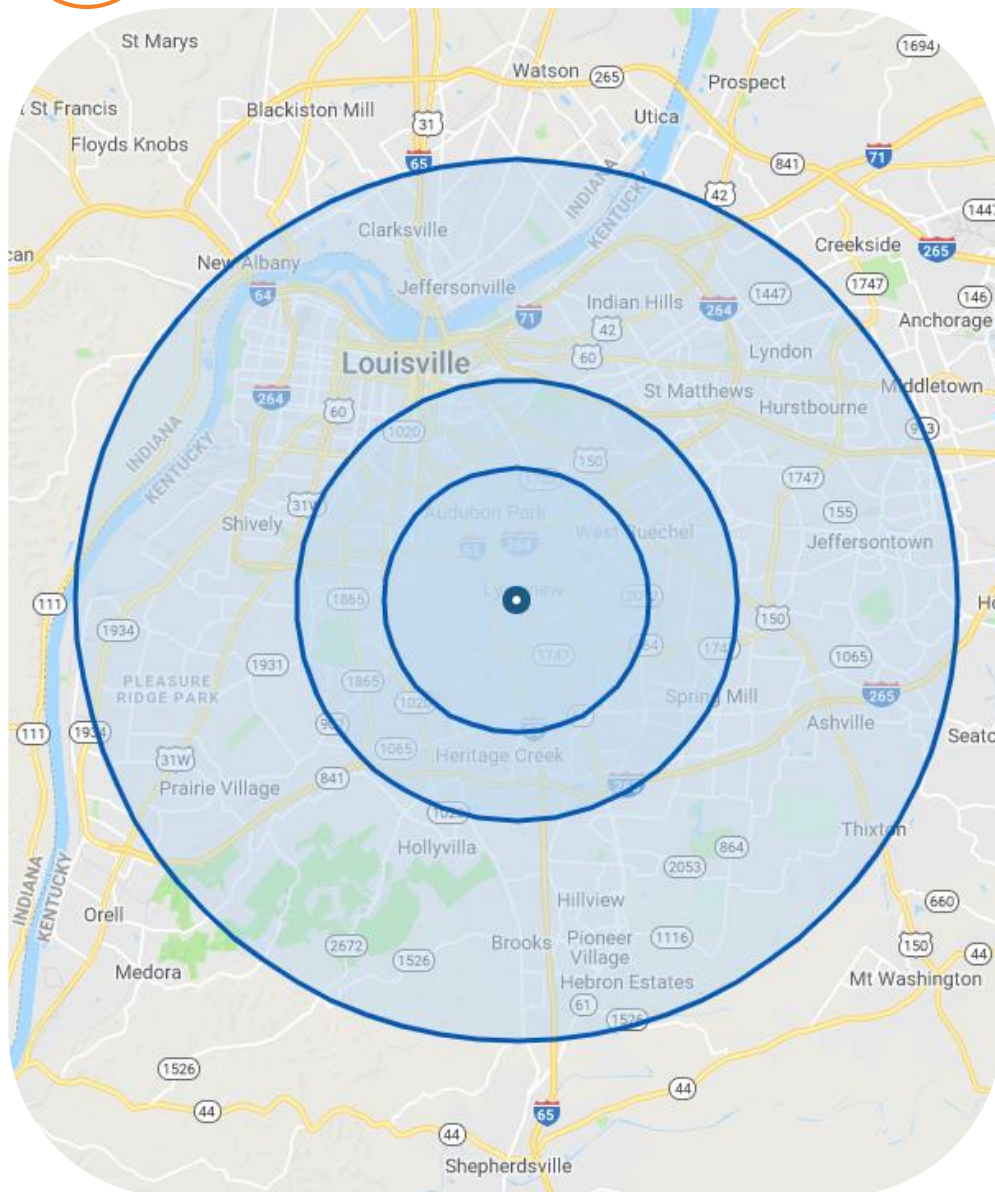 St Marys
1694
Watson
265
Prospect
St Francis
Blackiston Mill
Utica
31
Floyds Knobs
65
841
71
INDIANA
KENTUCKY
42
Clarksville
Creekside
265
can
New Albany
1747
Jeffersonville
64
1447
146
Indian Hills
264
71
Anchorage
42
Louisville
60
Lyndon
St Matthews
Middletown
264
60
Hurstbourne
1020
INDIANA
KENTUCKY
150
1747
31W
Audubon Park
155
Shively
West Buechel
Jeffersontown
264
1865
111
150
1934
1747
1065
1931
PLEASURE
RIDGE PARK
1865
Spring Mill
265
1020
Ashville
111
1934
1065
Heritage Creek
31W
841
Prairie Village
Thixton
Hollyvilla
864
2053
INDIANA
KENTUCKY
Hillview
660
Orell
2672
Brooks
Pioneer
Village
1116
150
1526
44
Medora
Hebron Estates
Mt Washington
61
1526
1526
44
44
65
44
Shepherdsville